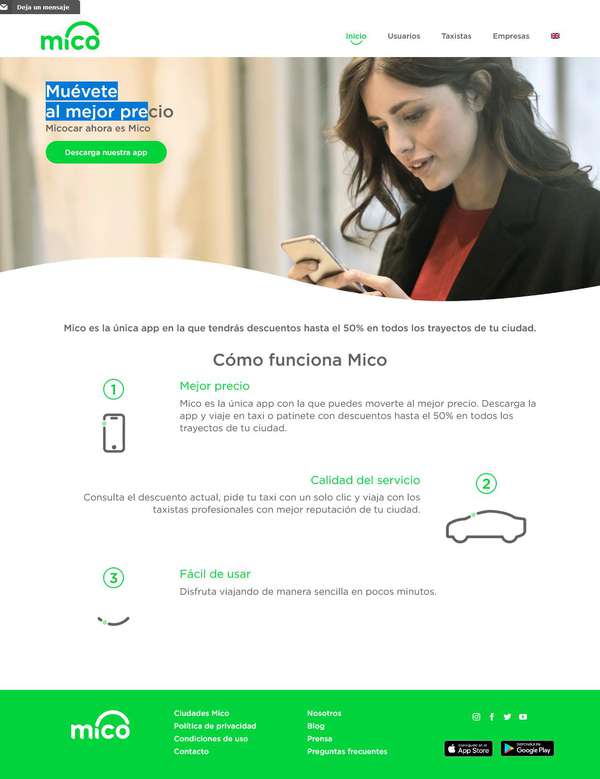 Deja un mensaje
mico
Inicio
Usuarios
Taxistas
Empresas
Muévete
al mejor precio
Micocar ahora es Mico
Descarga nuestra app
Mico es la única app en la que tendrás descuentos hasta el 50% en todos los trayectos de tu ciudad.
Cómo funciona Mico
1
Mejor precio
Mico es la única app con la que puedes moverte al mejor precio. Descarga la
app y viaje en taxi o patinete con descuentos hasta el 50% en todos los
trayectos de tu ciudad.
Calidad del servicio
2
Consulta el descuento actual, pide tu taxi con un solo clic y viaja con los
taxistas profesionales con mejor reputación de tu ciudad.
3
Fácil de usar
Disfruta viajando de manera sencilla en pocos minutos.
mico
Ciudades Mico
Política de privacidad
Condiciones de uso
Contacto
Nosotros
Blog
Prensa
Preguntas frecuentes
App Store
Google Play